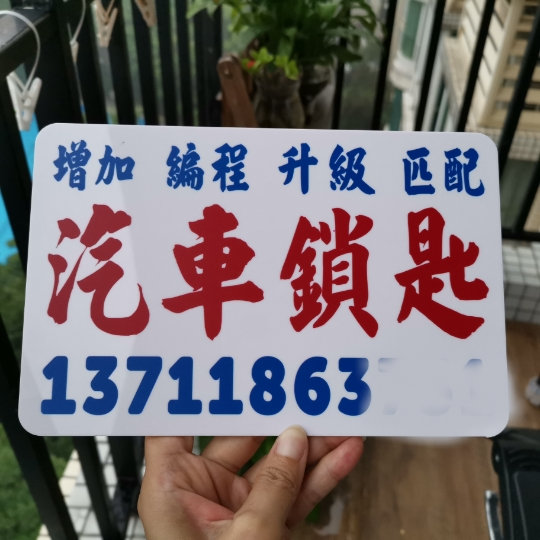 增加 編程 升級 匹配
汽車鎖匙
13711863